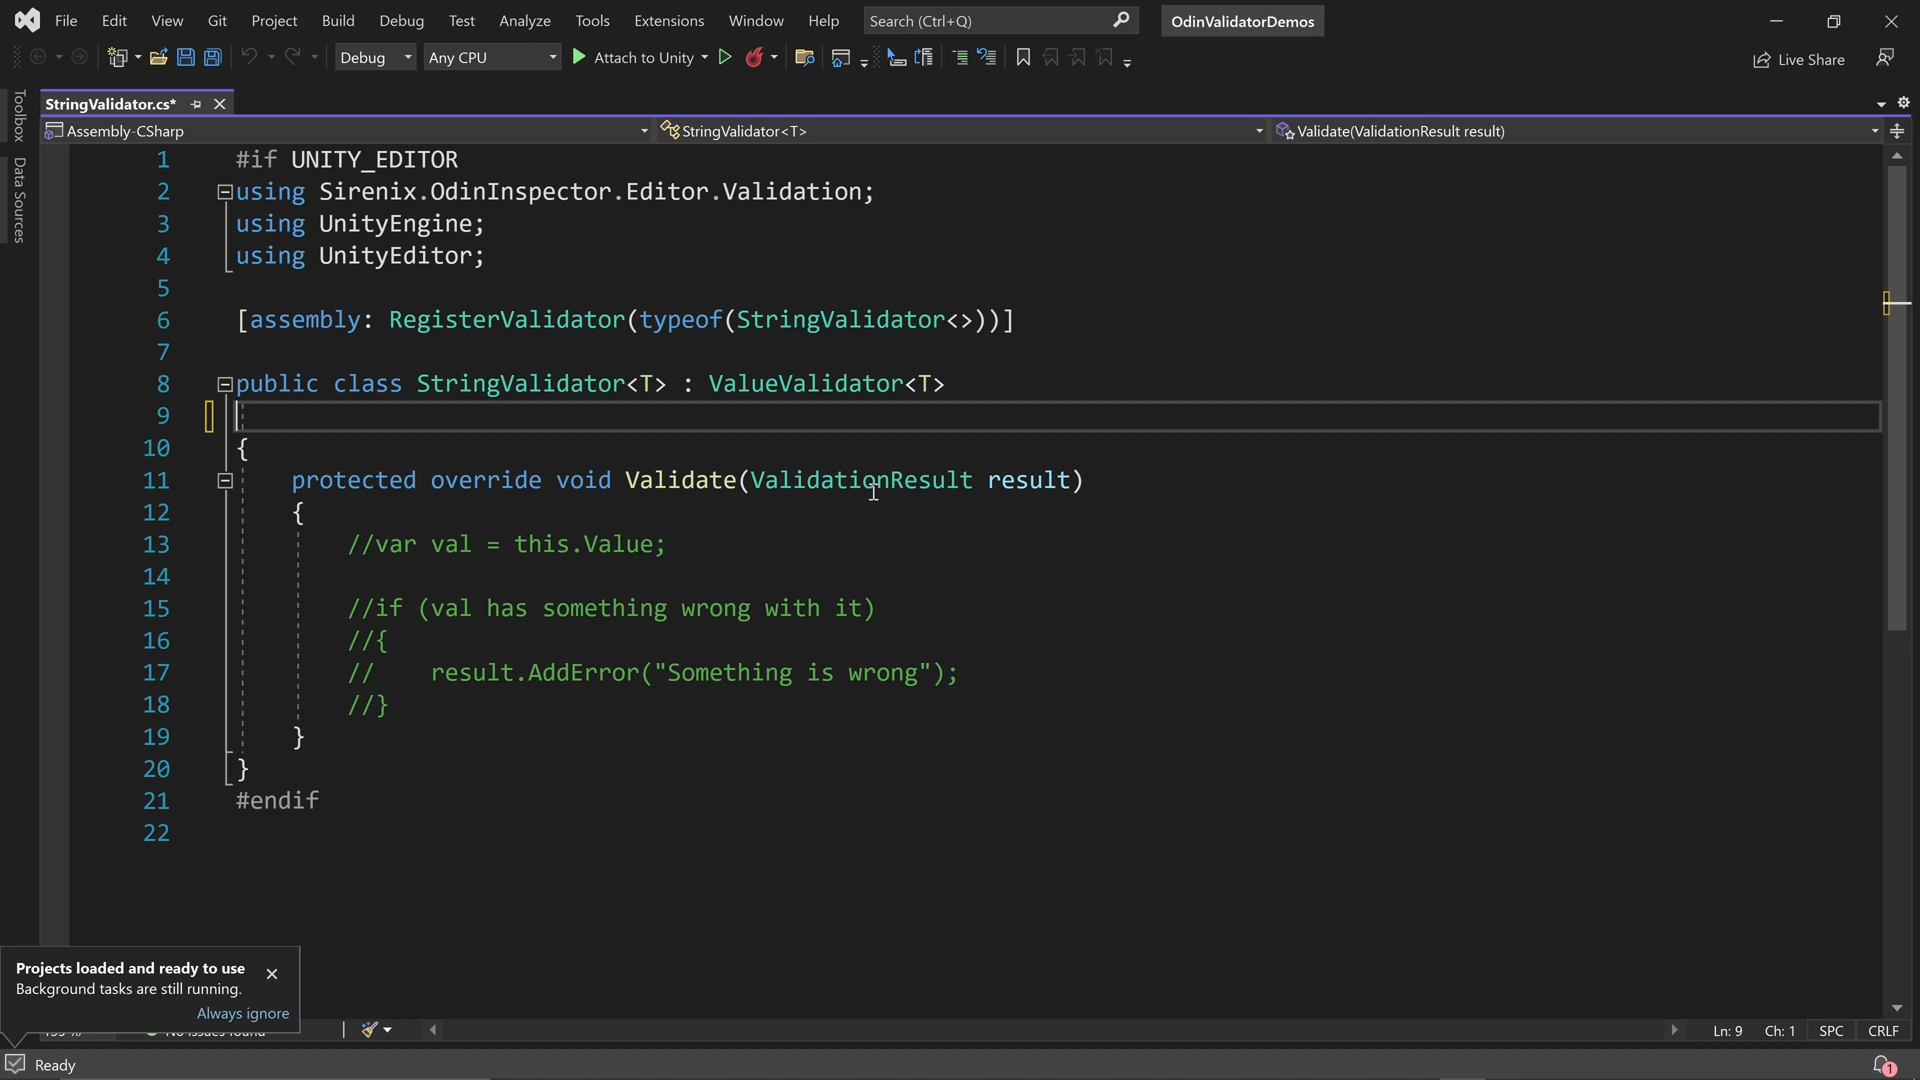 File Edit View Git Project Build Debug Test Analyze Tools Extensions Window Help Search (Ctrl+Q) OdinValidatorDemos
Debug Any CPU Attach to Unity Live Share
Toolbox
Data Sources
StringValidator.cs*
Assembly-CSharp StringValidator<T> Validate(ValidationResult result)
1 #if UNITY_EDITOR
2 using Sirenix.OdinInspector.Editor.Validation;
3 using UnityEngine;
4 using UnityEditor;
5
6 [assembly: RegisterValidator(typeof(StringValidator<>))]
7
8 public class StringValidator<T> : ValueValidator<T>
9
10 {
11 protected override void Validate(ValidationResult result)
12 {
13 //var val = this.Value;
14
15 //if (val has something wrong with it)
16 //{
17 // result.AddError("Something is wrong");
18 //}
19 }
20 }
21 #endif
22
Projects loaded and ready to use
Background tasks are still running.
Always ignore
Ln: 9 Ch: 1 SPC CRLF
Ready 1